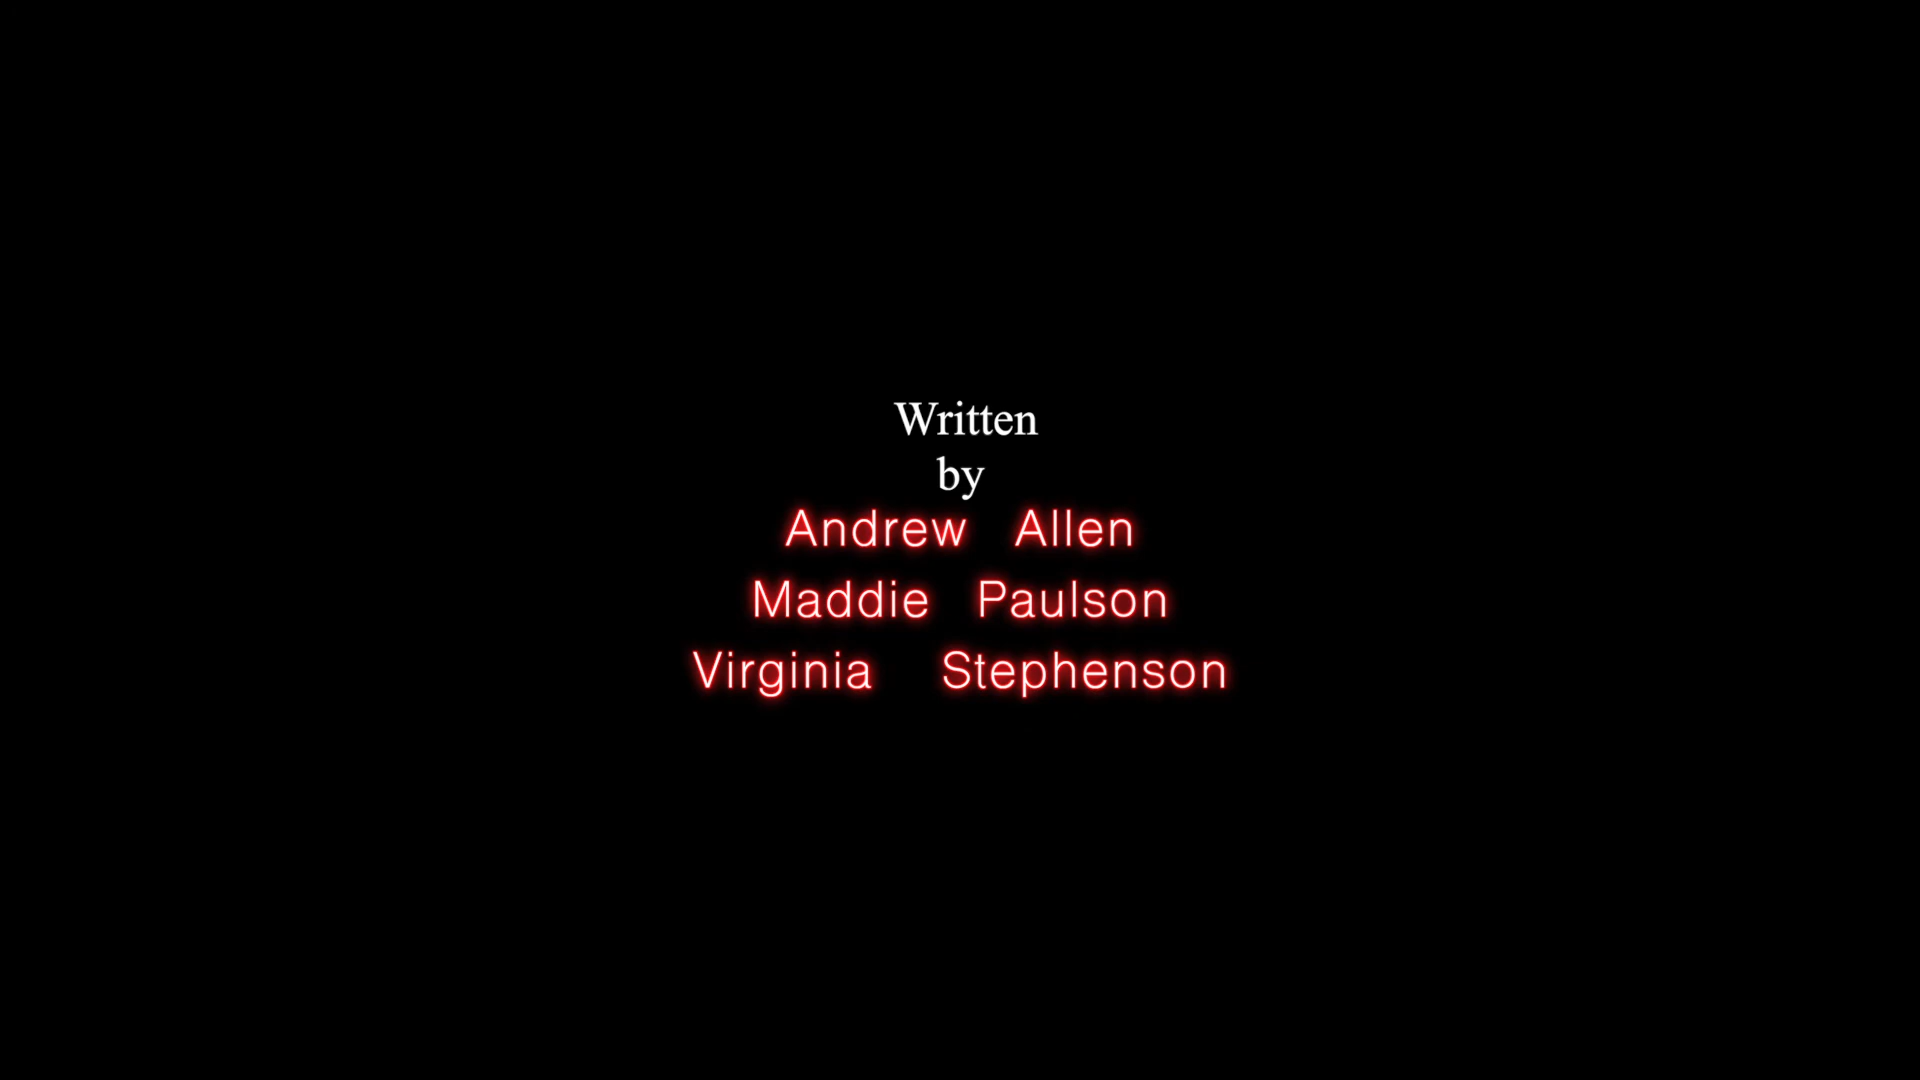 Written
by
Andrew Allen
Maddie Paulson
Virginia Stephenson